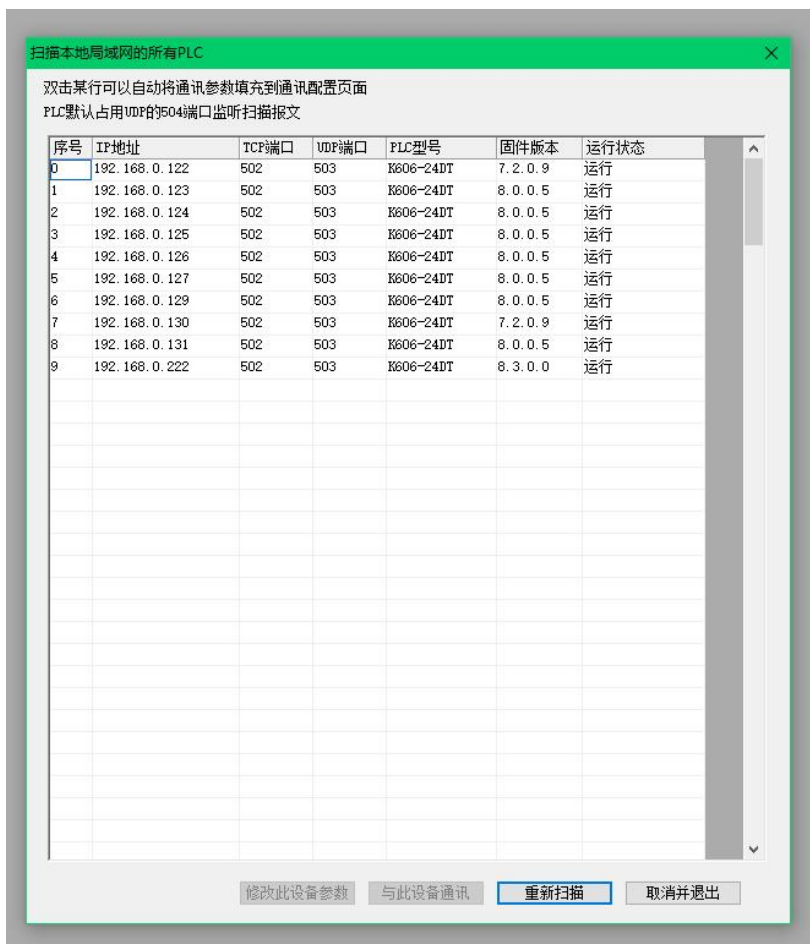 扫描本地局域网的所有PLC
双击某行可以自动将通讯参数填充到通讯配置页面
PLC默认占用UDP的504端口监听扫描报文
序号 IP地址 TCP端口 UDP端口 PLC型号 固件版本 运行状态
0 192.168.0.122 502 503 K606-24DT 7.2.0.9 运行
1 192.168.0.123 502 503 K606-24DT 8.0.0.5 运行
2 192.168.0.124 502 503 K606-24DT 8.0.0.5 运行
3 192.168.0.125 502 503 K606-24DT 8.0.0.5 运行
4 192.168.0.126 502 503 K606-24DT 8.0.0.5 运行
5 192.168.0.127 502 503 K606-24DT 8.0.0.5 运行
6 192.168.0.129 502 503 K606-24DT 8.0.0.5 运行
7 192.168.0.130 502 503 K606-24DT 7.2.0.9 运行
8 192.168.0.131 502 503 K606-24DT 8.0.0.5 运行
9 192.168.0.222 502 503 K606-24DT 8.3.0.0 运行
修改此设备参数 与此设备通讯 重新扫描 取消并退出